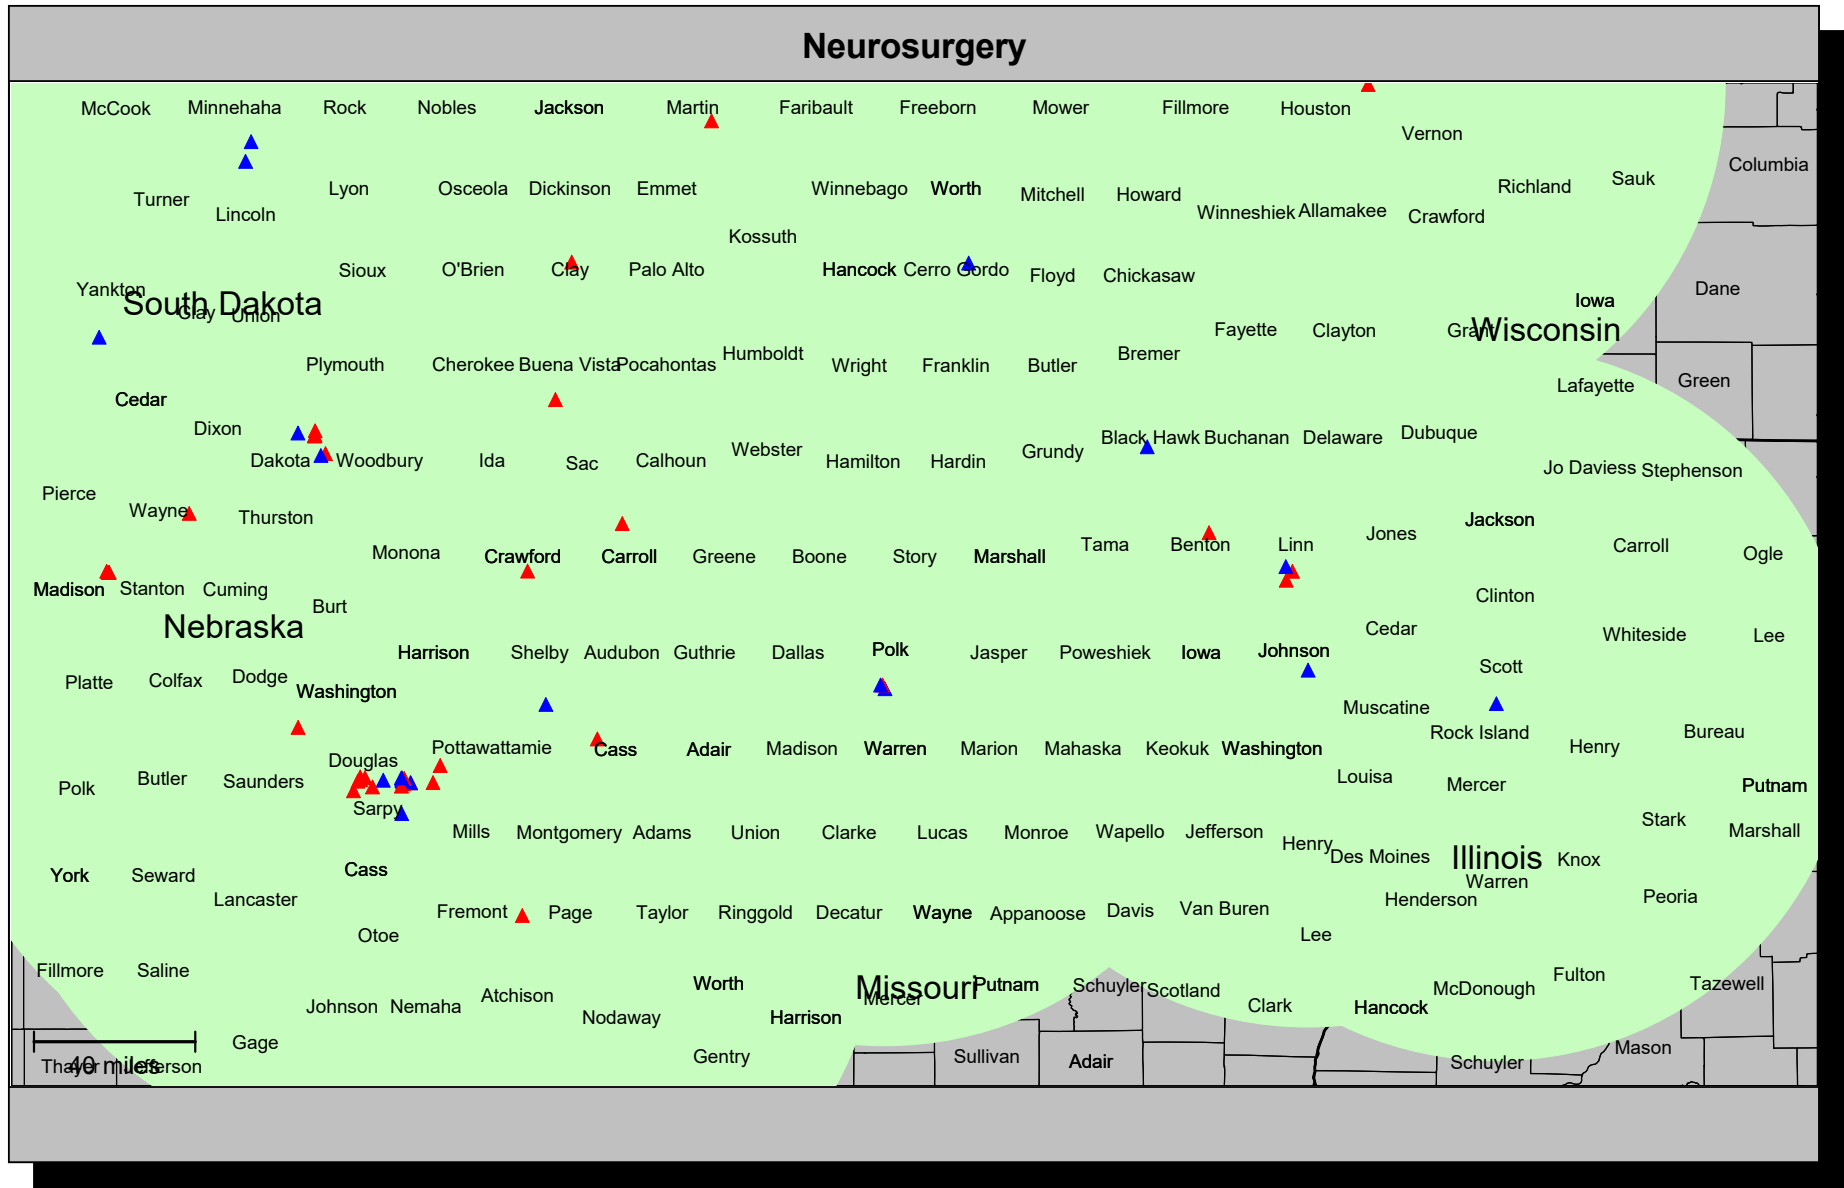 Neurosurgery
McCook Minnehaha Rock Nobles Jackson Martin Faribault Freeborn Mower Fillmore Houston
Vernon
Columbia
Turner Lincoln Lyon Osceola Dickinson Emmet Winnebago Worth Mitchell Howard Winneshiek Allamakee Crawford Richland Sauk
Kossuth
Yankton Sioux O'Brien Clay Palo Alto Hancock Cerro Gordo Floyd Chickasaw Iowa Dane
South Dakota
Clay Union
Fayette Clayton Grant Wisconsin
Plymouth Cherokee Buena Vista Pocahontas Humboldt Wright Franklin Butler Bremer
Lafayette Green
Cedar
Dixon Dakota Woodbury Ida Sac Calhoun Webster Hamilton Hardin Grundy Black Hawk Buchanan Delaware Dubuque
Jo Daviess Stephenson
Pierce Wayne Thurston
Monona Crawford Carroll Greene Boone Story Marshall Tama Benton Linn Jones Jackson Carroll Ogle
Madison Stanton Cuming Burt Clinton
Nebraska
Cedar Whiteside Lee
Harrison Shelby Audubon Guthrie Dallas Polk Jasper Poweshiek Iowa Johnson Scott
Platte Colfax Dodge Washington
Muscatine Rock Island Henry Bureau
Douglas Pottawattamie Cass Adair Madison Warren Marion Mahaska Keokuk Washington
Polk Butler Saunders Louisa Mercer Putnam
Sarpy
Mills Montgomery Adams Union Clarke Lucas Monroe Wapello Jefferson Henry Stark Marshall
Des Moines Illinois Knox
York Seward Cass Warren
Lancaster Henderson Peoria
Fremont Page Taylor Ringgold Decatur Wayne Appanoose Davis Van Buren
Otoe Lee
Fillmore Saline Fulton
Worth Missouri Putnam Schuyler Scotland McDonough Tazewell
Johnson Nemaha Atchison Mercer Clark Hancock
Nodaway Harrison
Gage Gentry Sullivan Adair Schuyler Mason
Thayer 40 miles Jefferson